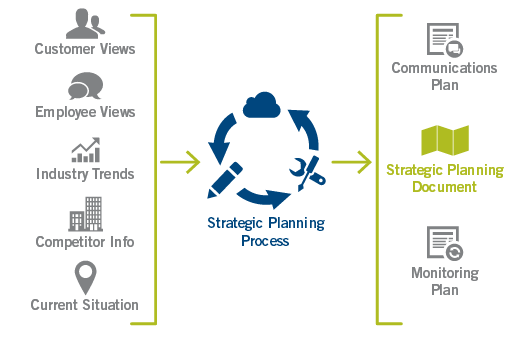 Customer Views
Employee Views
Industry Trends
Competitor Info
Current Situation
Strategic Planning
Process
Communications
Plan
Strategic Planning
Document
Monitoring
Plan